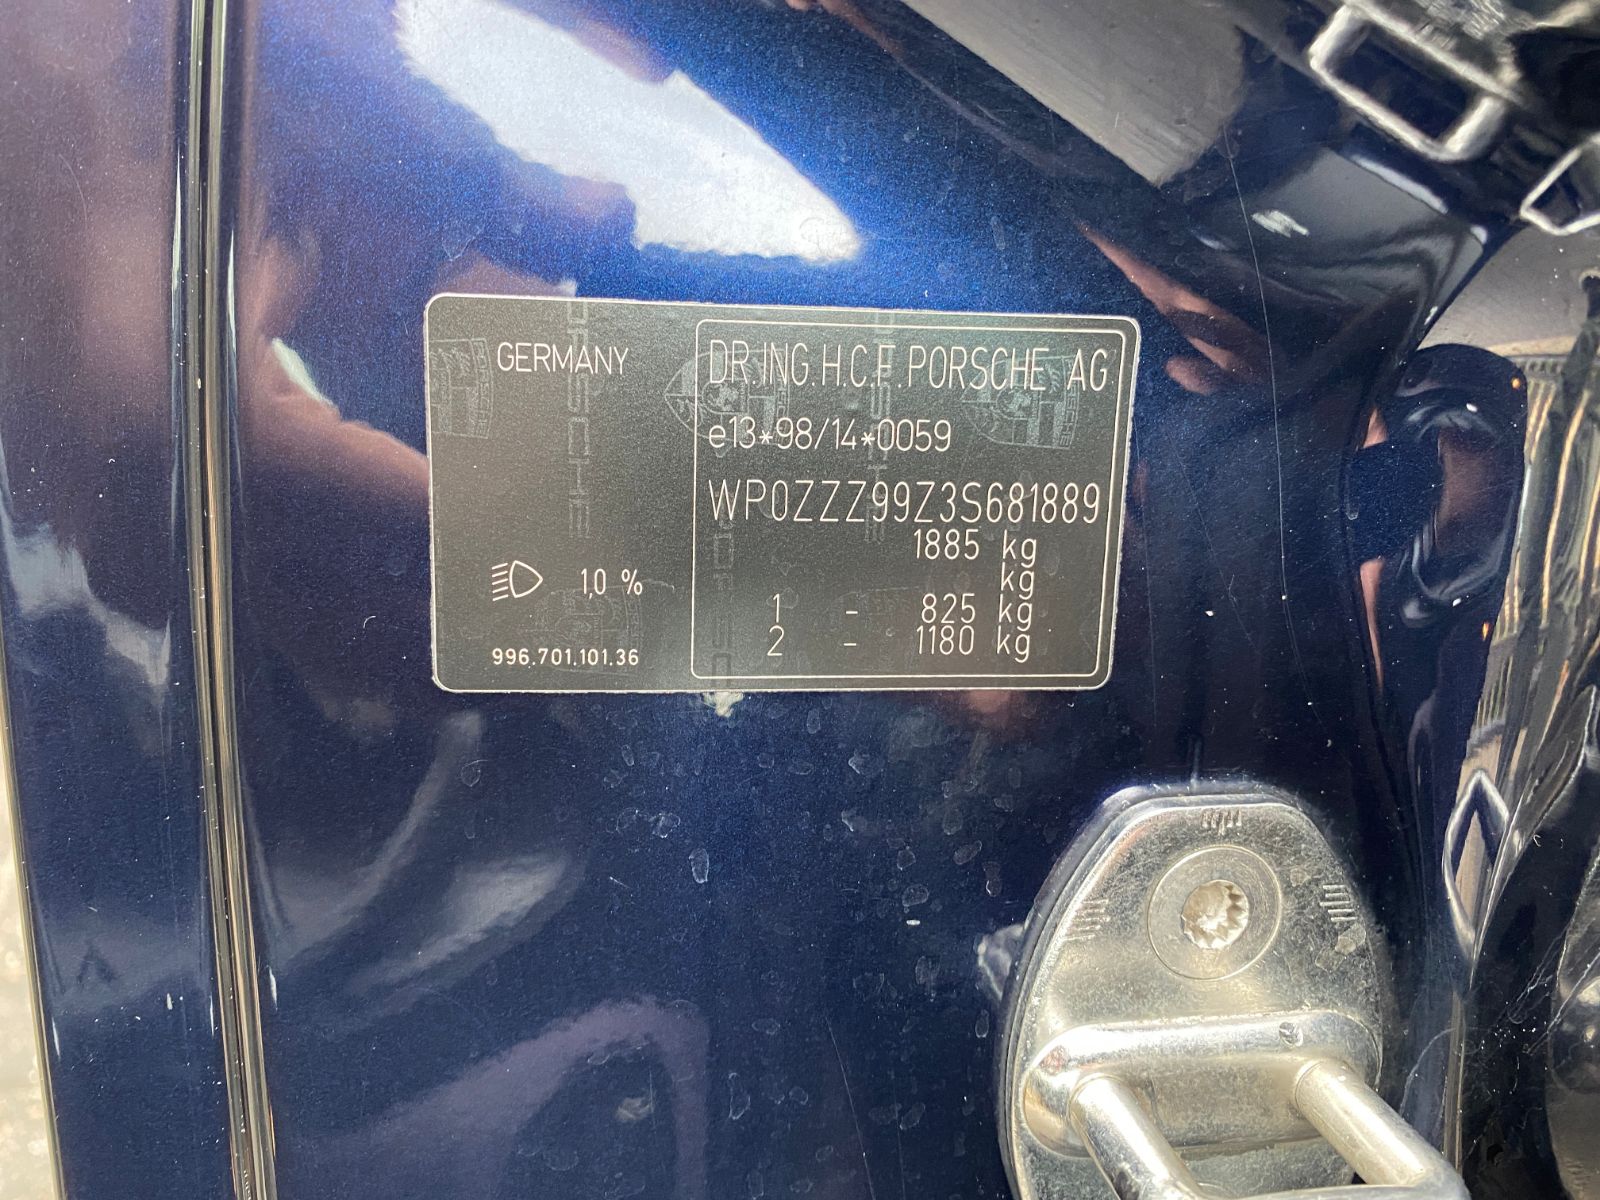 GERMANY
1,0 %
996.701.101.36
DR.ING.H.C.F.PORSCHE AG
e13*98/14*0059
WP0ZZZ99Z3S681889
1885 kg
kg
1 - 825 kg
2 - 1180 kg